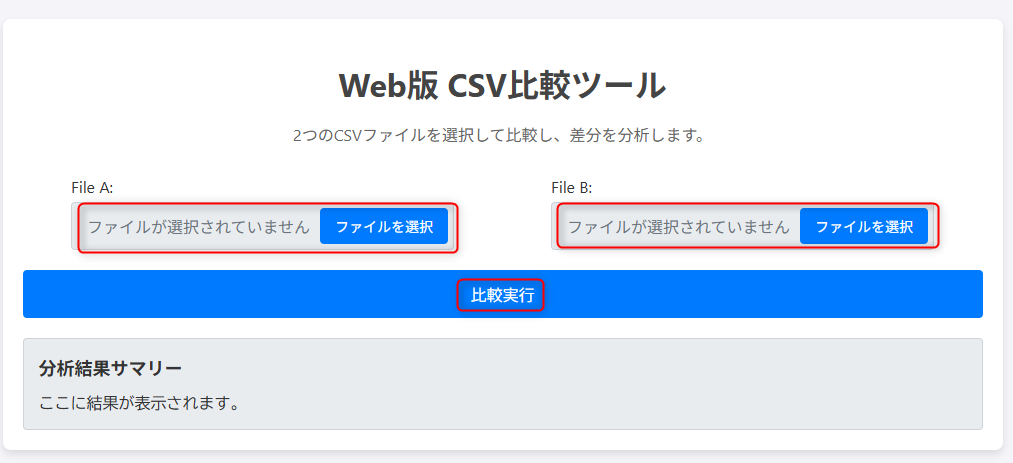 Web版 CSV比較ツール
2つのCSVファイルを選択して比較し、差分を分析します。
File A:
File B:
ファイルが選択されていません ファイルを選択
ファイルが選択されていません ファイルを選択
比較実行
分析結果サマリー
ここに結果が表示されます。